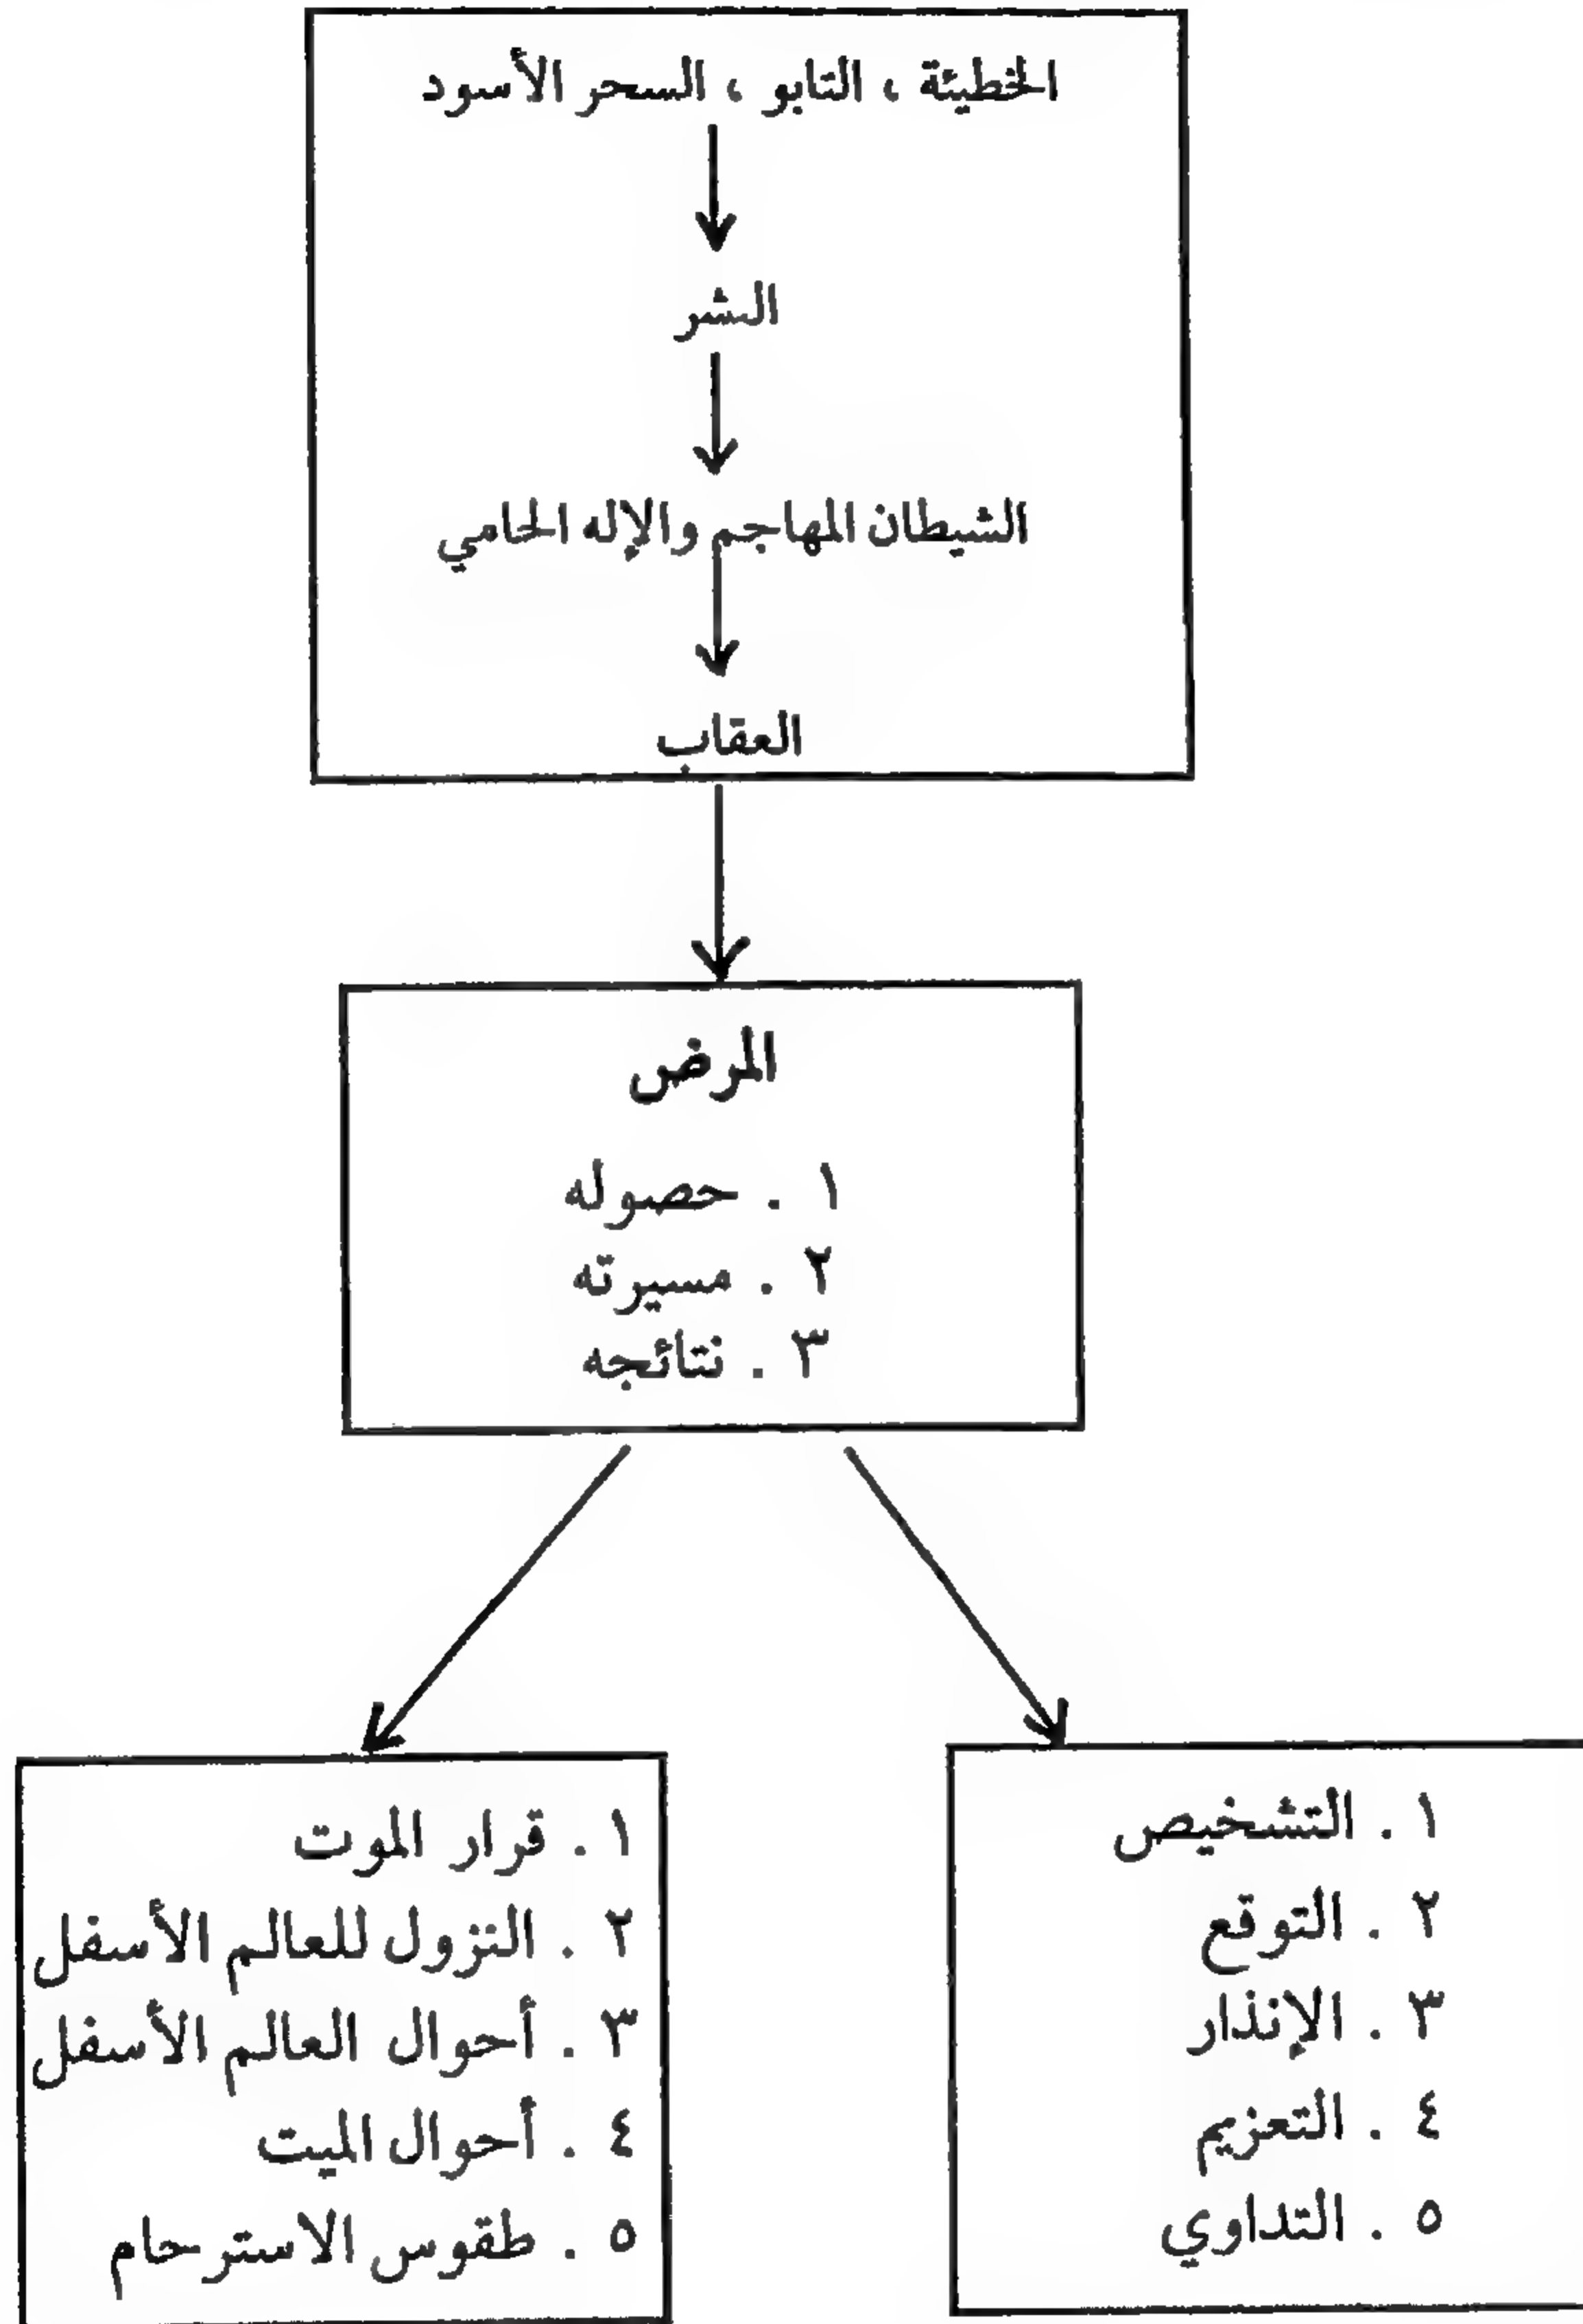 الخطيئة ، التابو ، السحر الأسود
الشر
الشيطان المهاجم والإله الحامي
العقاب
المرض
١ . حصوله
٢ . مسيرته
٣ . نتائجه
١ . التشخيص
٢ . التوقع
٣ . الإنذار
٤ . التعزيم
٥ . التداوي
١ . قرار الموت
٢ . النزول للعالم الأسفل
٣ . أحوال العالم الأسفل
٤ . أحوال الميت
٥ . طقوس الاسترحام